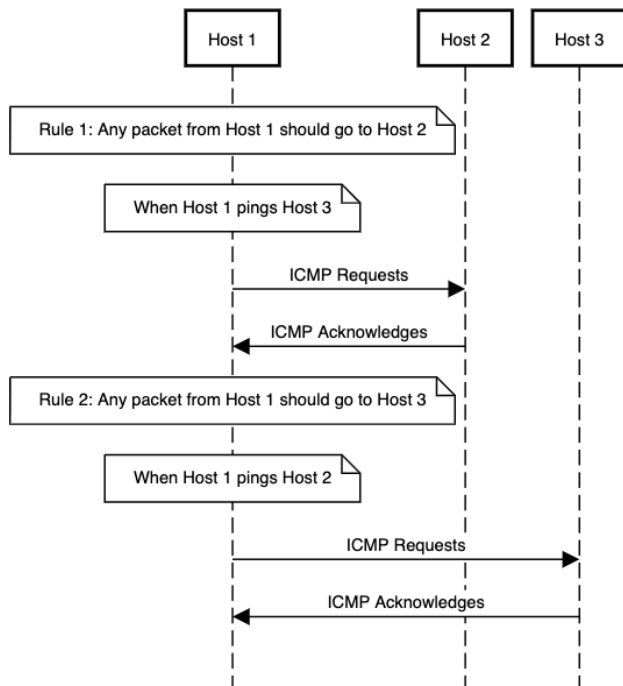 Host 1
Host 2
Host 3
Rule 1: Any packet from Host 1 should go to Host 2
When Host 1 pings Host 3
ICMP Requests
ICMP Acknowledges
Rule 2: Any packet from Host 1 should go to Host 3
When Host 1 pings Host 2
ICMP Requests
ICMP Acknowledges